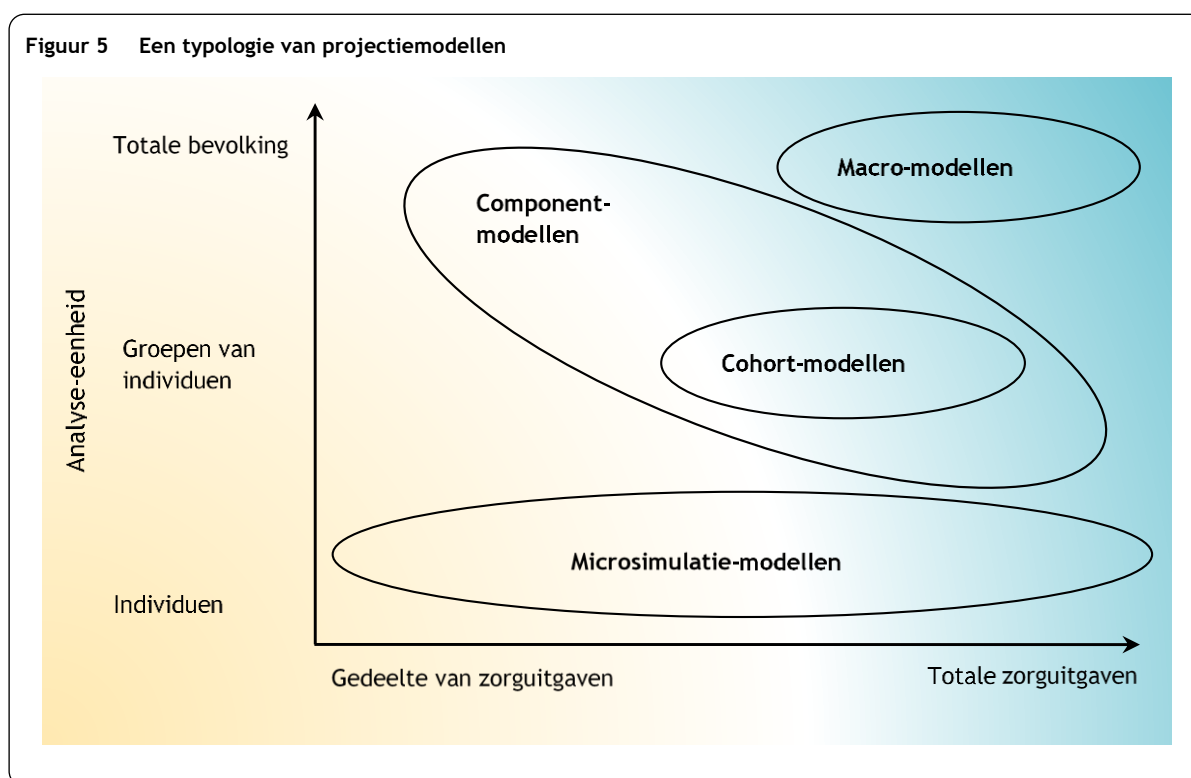 Figuur 5 Een typologie van projectiemodellen
Totale bevolking
Macro-modellen
Component-
modellen
Analyse-eenheid
Groepen van
individuen
Cohort-modellen
Microsimulatie-modellen
Individuen
Gedeelte van zorguitgaven
Totale zorguitgaven